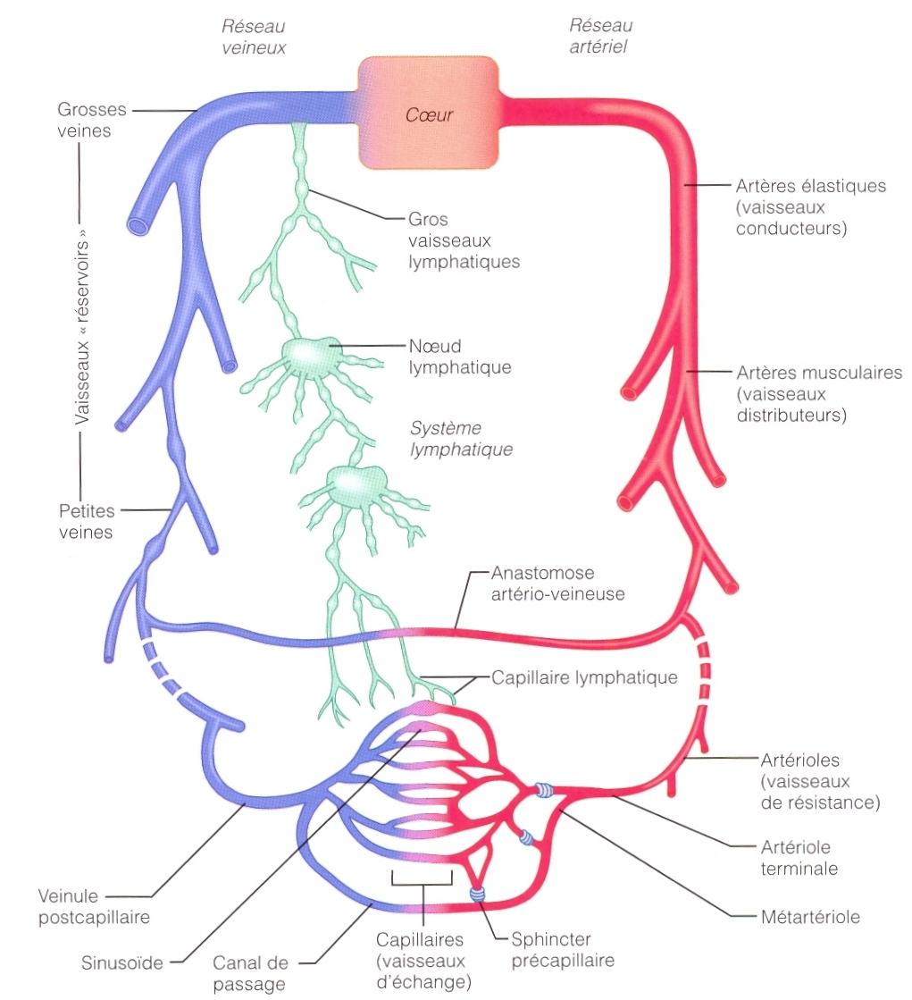 Réseau
veineux
Réseau
artériel
Grosses
veines
Cœur
Artères élastiques
(vaisseaux
conducteurs)
Gros
vaisseaux
lymphatiques
Vaisseaux « réservoirs »
Nœud
lymphatique
Artères musculaires
(vaisseaux
distributeurs)
Système
lymphatique
Petites
veines
Anastomose
artério-veineuse
Capillaire lymphatique
Artérioles
(vaisseaux
de résistance)
Artériole
terminale
Veinule
postcapillaire
Métartériole
Sinusoïde
Canal de
passage
Capillaires
(vaisseaux
d'échange)
Sphincter
précapillaire